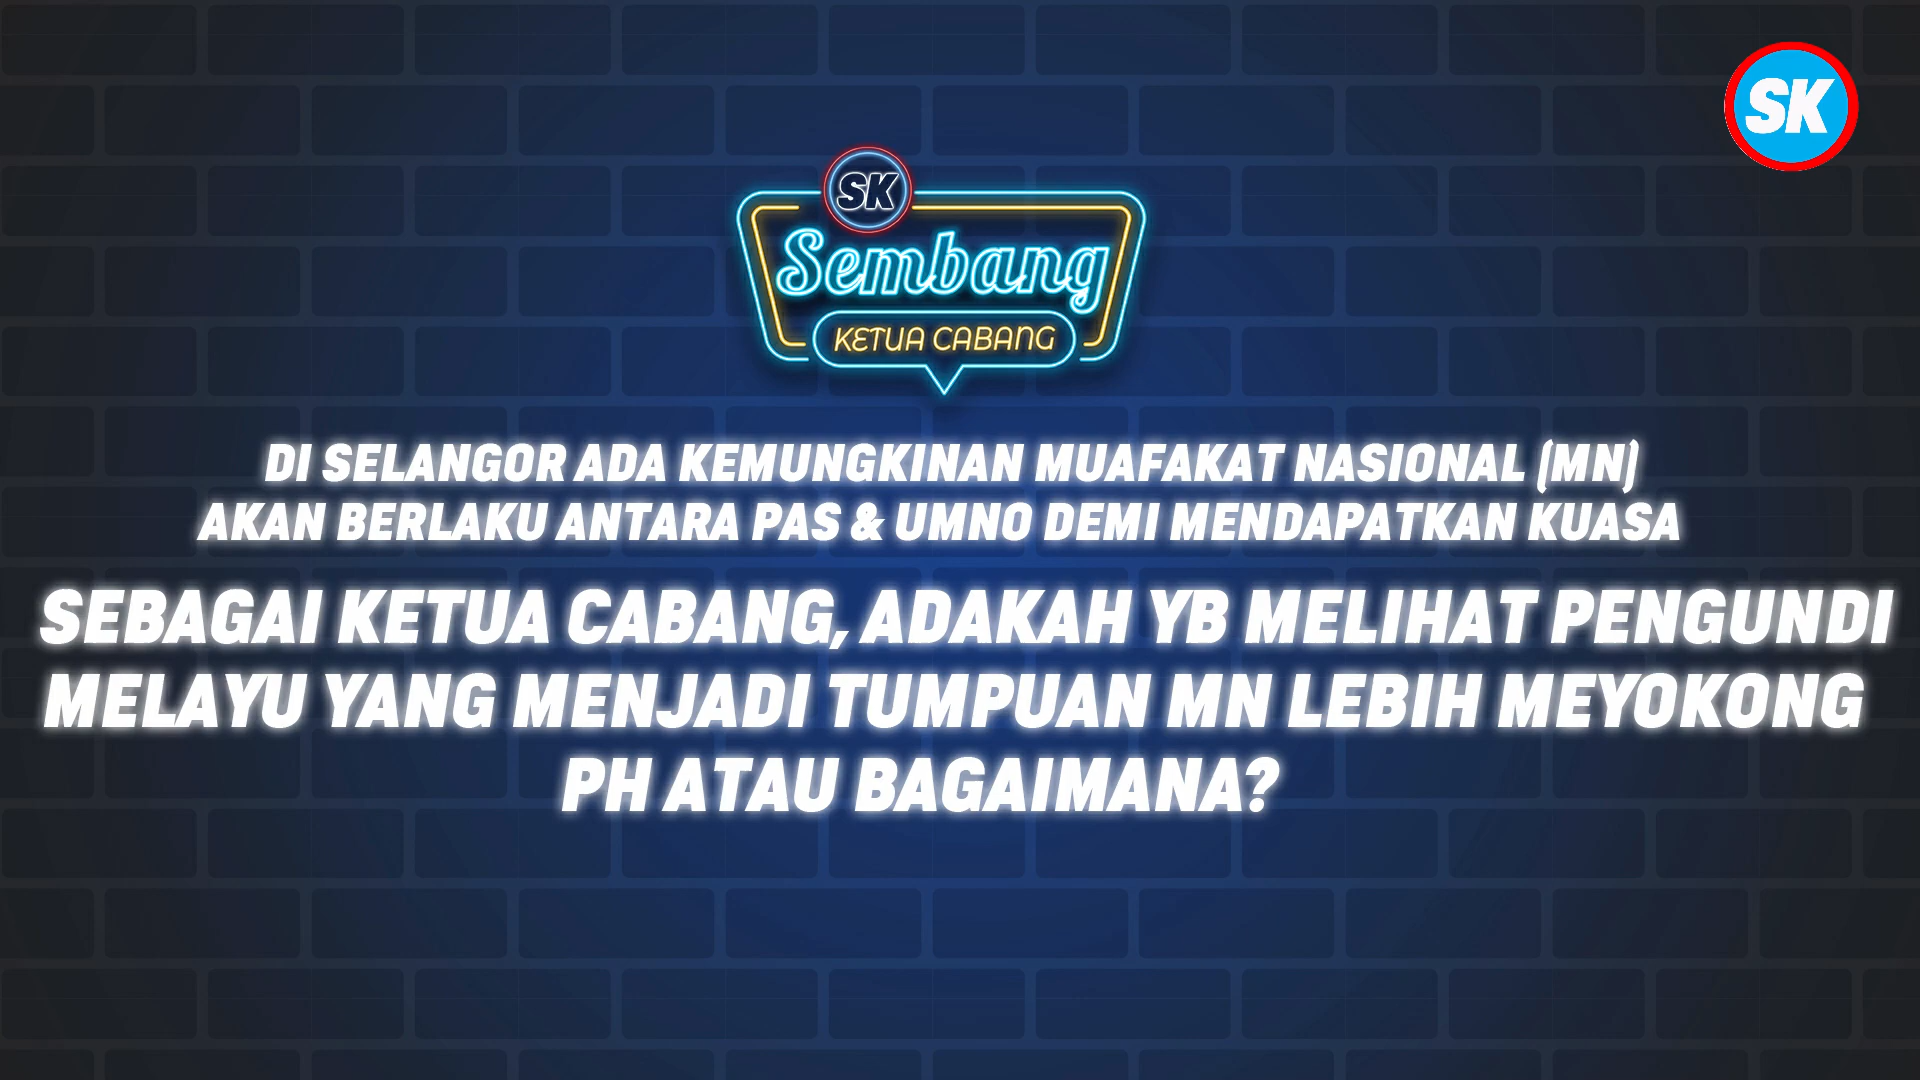 SK
SK
Sembang
KETUA CABANG
DI SELANGOR ADA KEMUNGKINAN MUAFAKAT NASIONAL (MN)
AKAN BERLAKU ANTARA PAS & UMNO DEMI MENDAPATKAN KUASA
SEBAGAI KETUA CABANG, ADAKAH YB MELIHAT PENGUNDI
MELAYU YANG MENJADI TUMPUAN MN LEBIH MEYOKONG
PH ATAU BAGAIMANA?